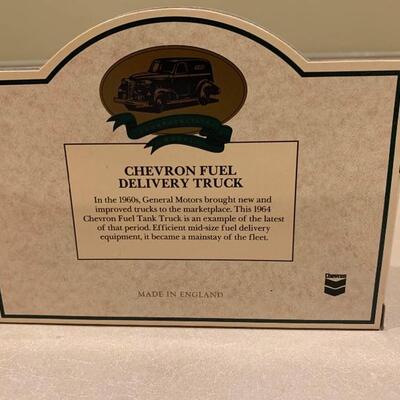 CHEVRON FUEL
DELIVERY TRUCK
In the 1960s, General Motors brought new and
improved trucks to the marketplace. This 1964
Chevron Fuel Tank Truck is an example of the latest
of that period. Efficient mid-size fuel delivery
equipment, it became a mainstay of the fleet.
Chevron
MADE IN ENGLAND